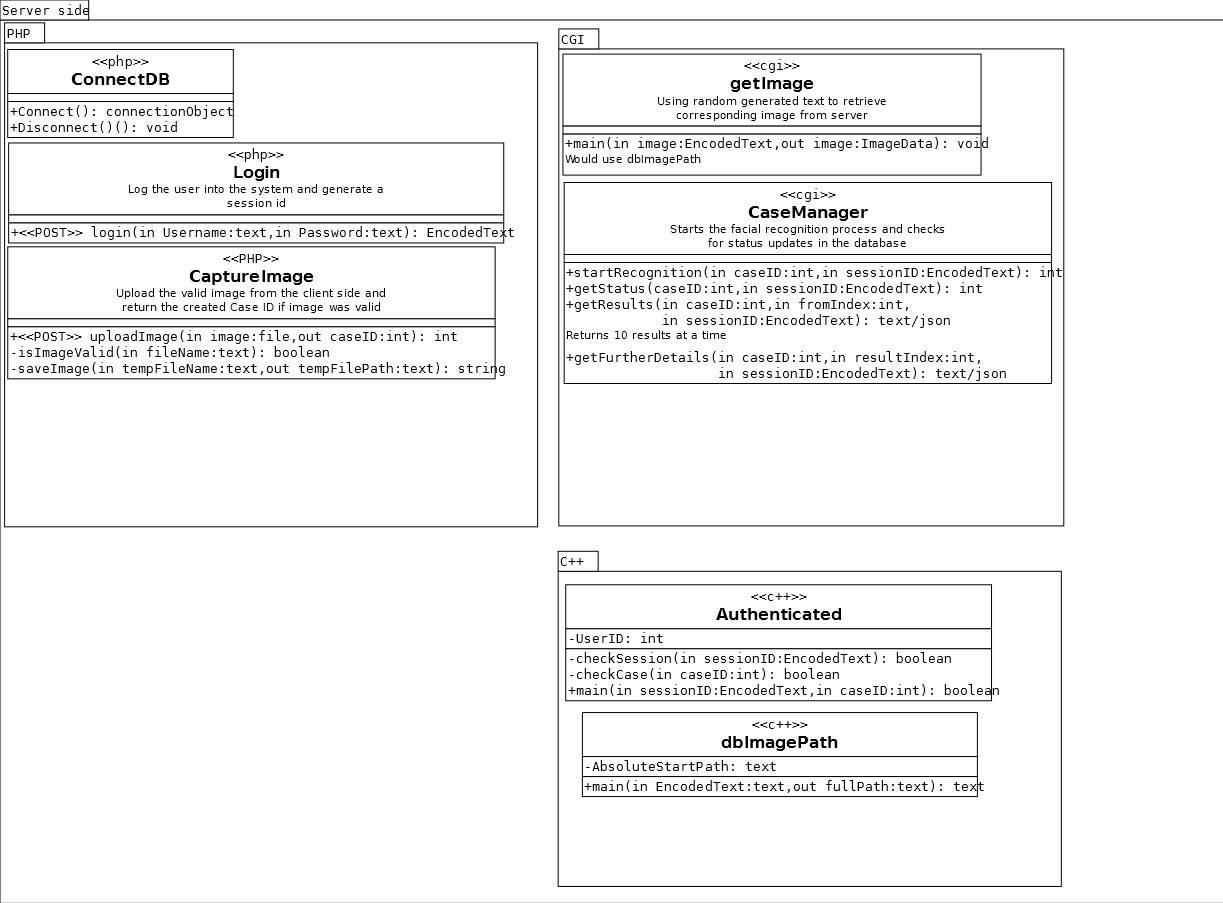 Server side
PHP
<<php>>
ConnectDB
+Connect(): connectionObject
+Disconnect()(): void
<<php>>
Login
Log the user into the system and generate a
session id
+<<POST>> login(in Username:text,in Password:text): EncodedText
<<PHP>>
CaptureImage
Upload the valid image from the client side and
return the created Case ID if image was valid
+<<POST>> uploadImage(in image:file,out caseID:int): int
-isImageValid(in fileName:text): boolean
-saveImage(in tempFileName:text,out tempFilePath:text): string
CGI
<<cgi>>
getImage
Using random generated text to retrieve
corresponding image from server
+main(in image:EncodedText,out image:ImageData): void
Would use dbImagePath
<<cgi>>
CaseManager
Starts the facial recognition process and checks
for status updates in the database
+startRecognition(in caseID:int,in sessionID:EncodedText): int
+getStatus(caseID:int,in sessionID:EncodedText): int
+getResults(in caseID:int,in fromIndex:int,
in sessionID:EncodedText): text/json
Returns 10 results at a time
+getFurtherDetails(in caseID:int,in resultIndex:int,
in sessionID:EncodedText): text/json
C++
<<c++>>
Authenticated
-UserID: int
-checkSession(in sessionID:EncodedText): boolean
-checkCase(in caseID:int): boolean
+main(in sessionID:EncodedText,in caseID:int): boolean
<<c++>>
dbImagePath
-AbsoluteStartPath: text
+main(in EncodedText:text,out fullPath:text): text